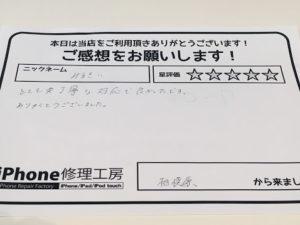 本日は当店をご利用頂きありがとうございます！
ご感想をお願いします！
ニックネーム
星評価 ☆☆☆☆☆
とても丁寧な対応で良かったです。
ありがとうございました。
iPhone修理工房
iPhone Repair Factory iPhone/iPad/iPod touch
相模原 から来まし